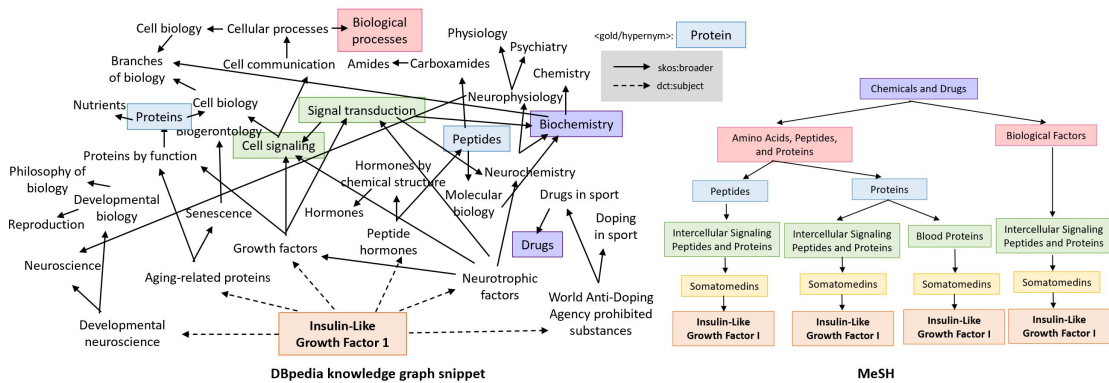 Cell biology
Cellular processes
Biological
processes
Physiology
Psychiatry
<gold/hypernym>:
Protein
Branches
of biology
Cell communication
Amides
Carboxamides
Chemistry
skos:broader
dct:subject
Nutrients
Cell biology
Signal transduction
Neurophysiology
Proteins
Biogerontology
Cell signaling
Peptides
Biochemistry
Proteins by function
Hormones by
chemical structure
Neurochemistry
Philosophy of
biology
Developmental
biology
Senescence
Hormones
Molecular
biology
Drugs in sport
Reproduction
Growth factors
Peptide
hormones
Drugs
Doping
in sport
Neuroscience
Aging-related proteins
Neurotrophic
factors
World Anti-Doping
Agency prohibited
substances
Developmental
neuroscience
Insulin-Like
Growth Factor 1
DBpedia knowledge graph snippet
Chemicals and Drugs
Amino Acids, Peptides,
and Proteins
Biological Factors
Peptides
Proteins
Intercellular Signaling
Peptides and Proteins
Intercellular Signaling
Peptides and Proteins
Blood Proteins
Intercellular Signaling
Peptides and Proteins
Somatomedins
Somatomedins
Somatomedins
Somatomedins
Insulin-Like
Growth Factor I
Insulin-Like
Growth Factor I
Insulin-Like
Growth Factor I
Insulin-Like
Growth Factor I
MeSH